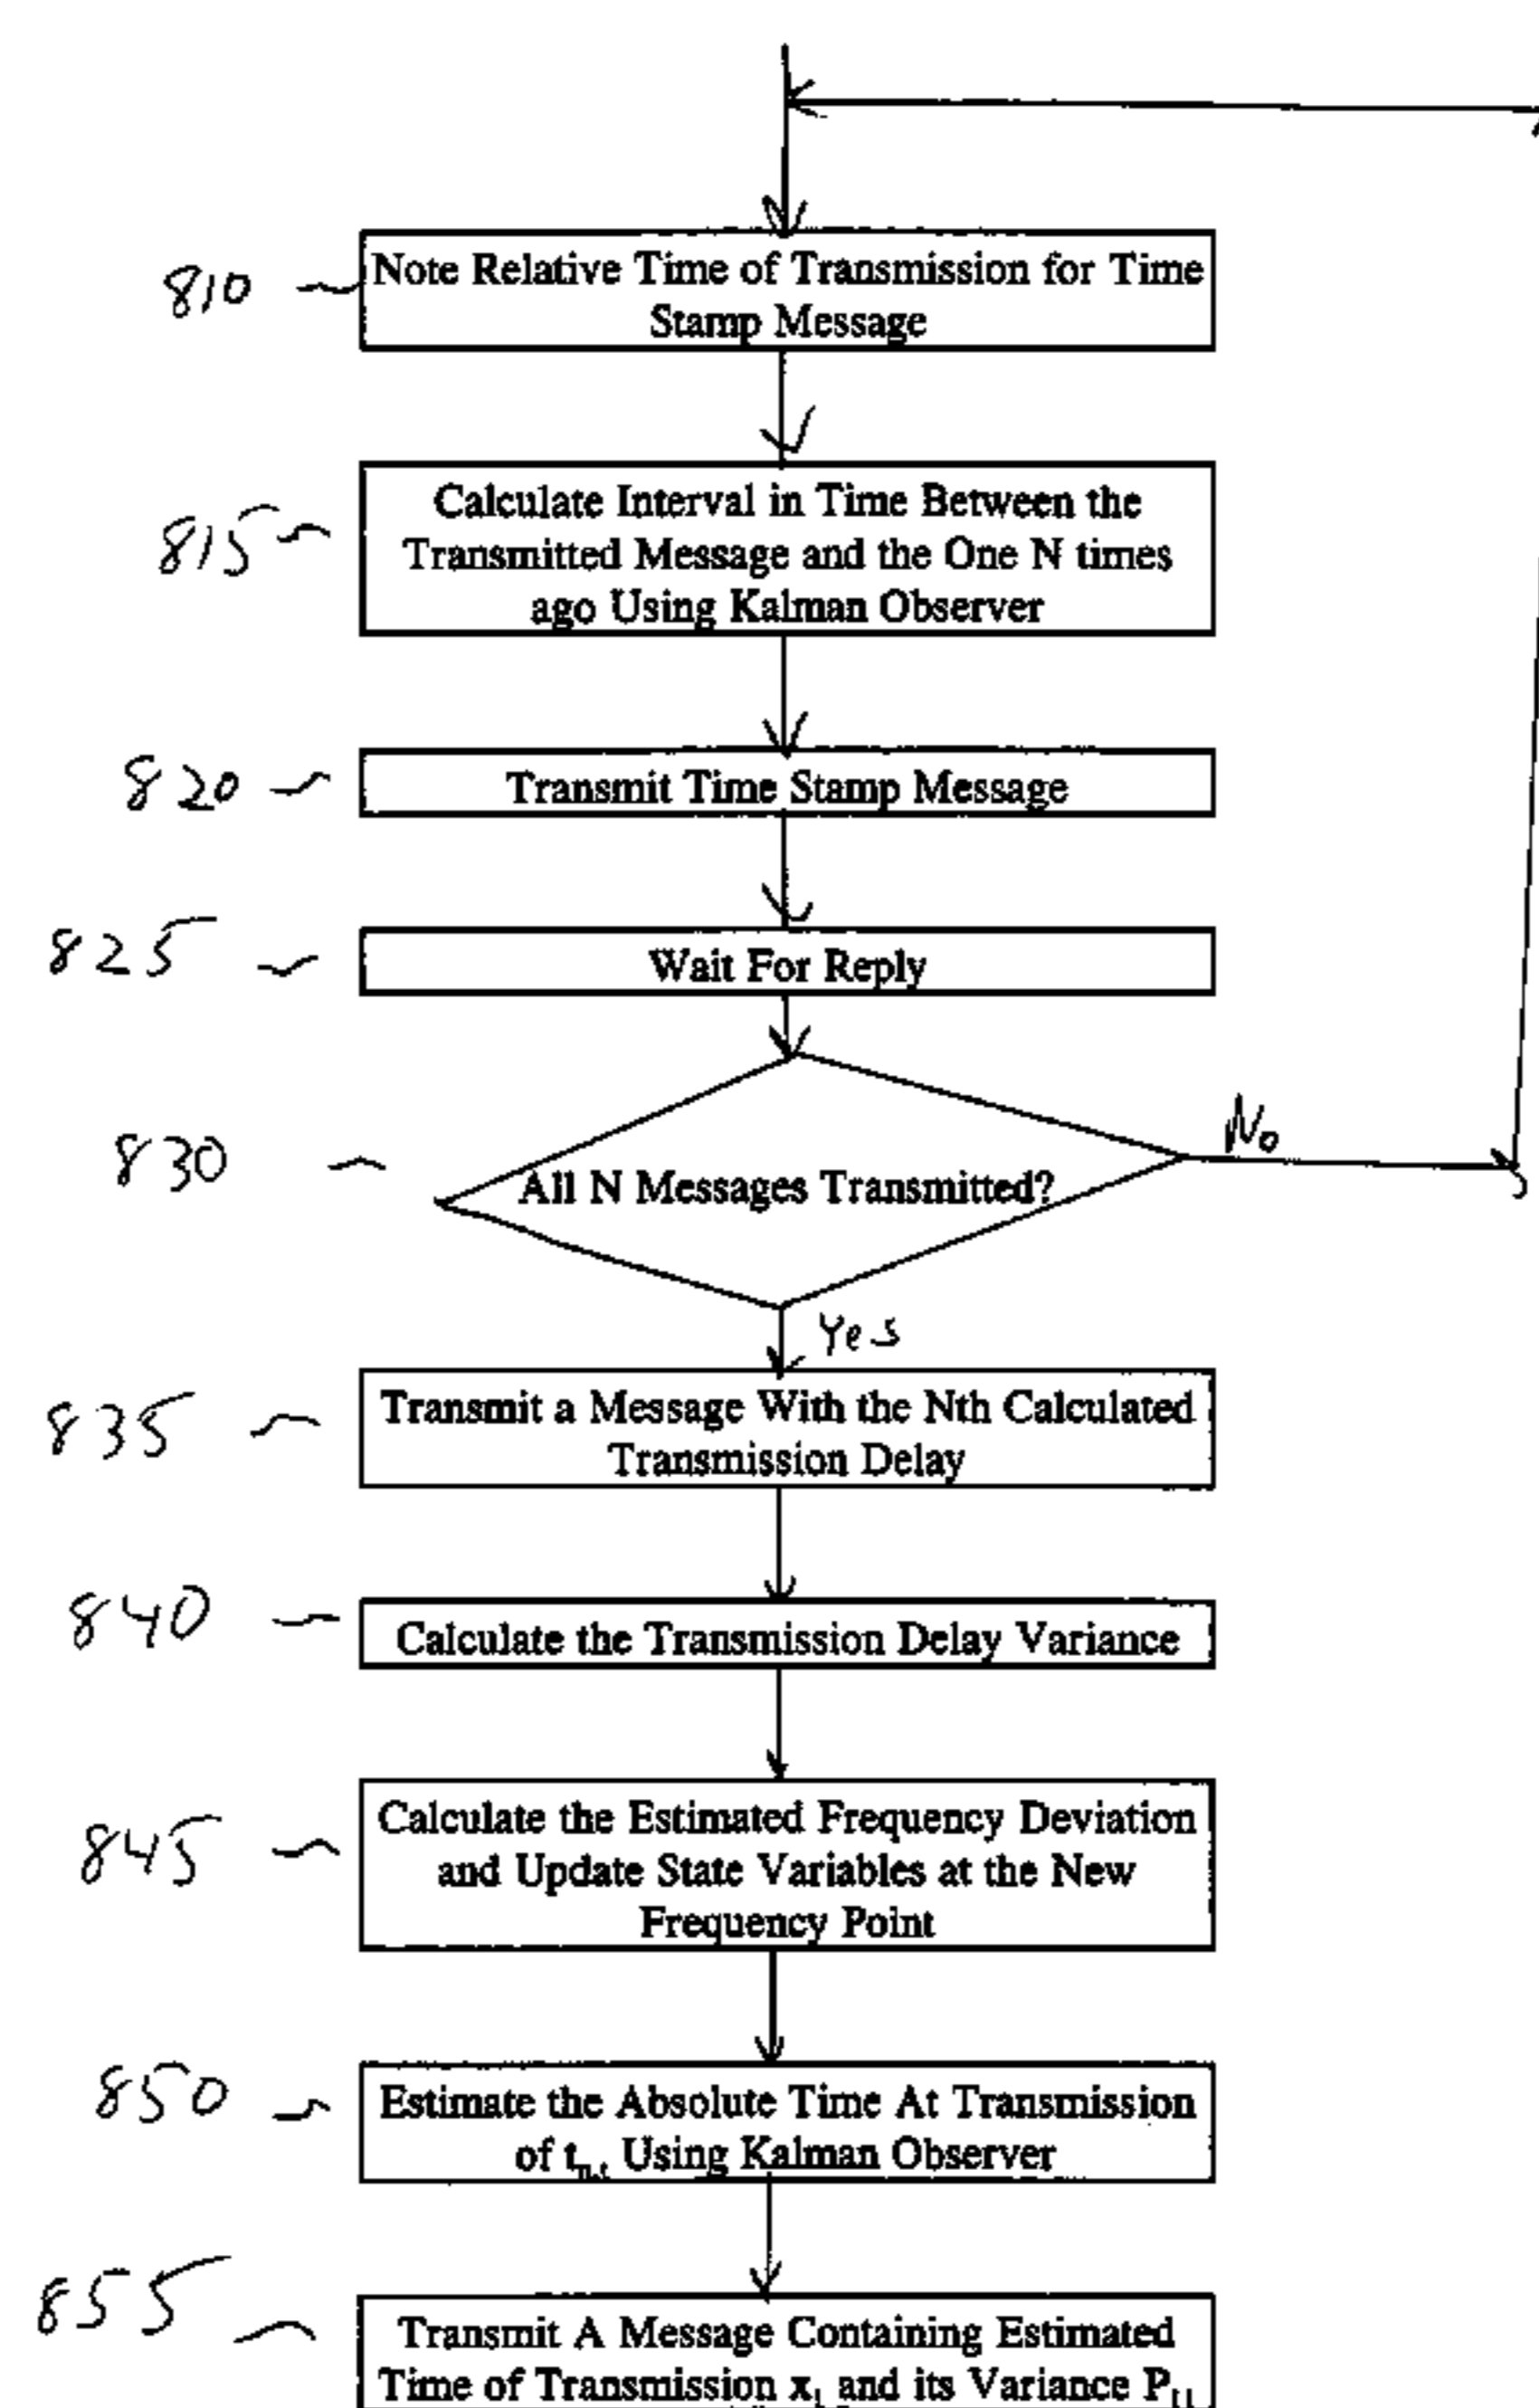 810
Note Relative Time of Transmission for Time
Stamp Message
815
Calculate Interval in Time Between the
Transmitted Message and the One N times
ago Using Kalman Observer
820
Transmit Time Stamp Message
825
Wait For Reply
830
All N Messages Transmitted?
No
Yes
835
Transmit a Message With the Nth Calculated
Transmission Delay
840
Calculate the Transmission Delay Variance
845
Calculate the Estimated Frequency Deviation
and Update State Variables at the New
Frequency Point
850
Estimate the Absolute Time At Transmission
of tn,t Using Kalman Observer
855
Transmit A Message Containing Estimated
Time of Transmission x1 and its Variance P11